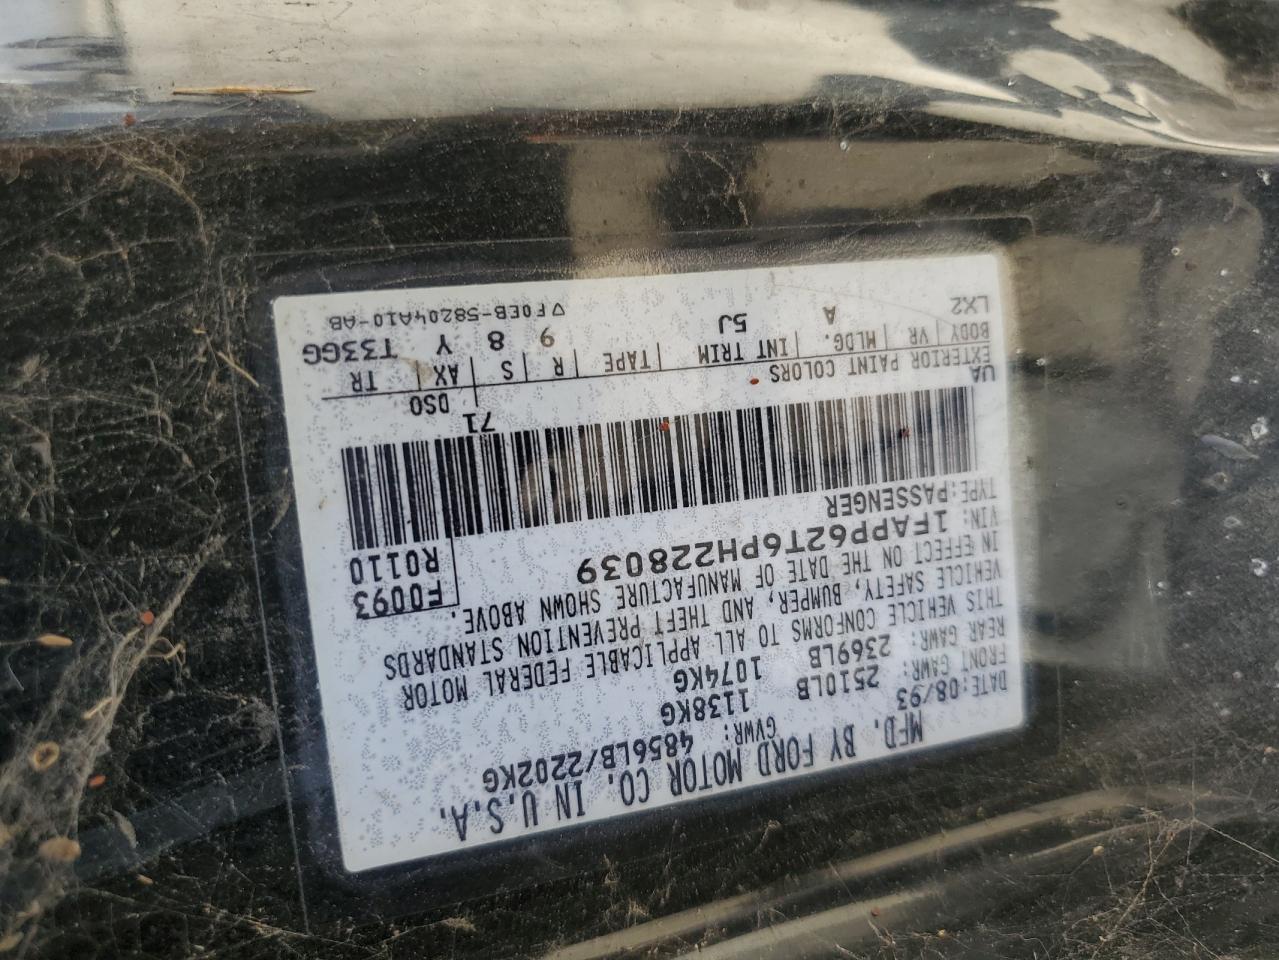 MFD. BY FORD MOTOR CO. IN U.S.A.
DATE: 08/93 GVWR: 4856LB/2202KG
FRONT GAWR: 2510LB 1138KG
REAR GAWR: 2369LB 1074KG
THIS VEHICLE CONFORMS TO ALL APPLICABLE FEDERAL MOTOR
VEHICLE SAFETY, BUMPER, AND THEFT PREVENTION STANDARDS
IN EFFECT ON THE DATE OF MANUFACTURE SHOWN ABOVE.
VIN: 1FAPP62T6PH228039 F0093
TYPE: PASSENGER R0110
UA 71 DSO
EXTERIOR PAINT COLORS
BODY VR MLDG. INT TRIM TAPE R S AX TR
LX2 A 5J 9 8 Y T33GG
▽F0EB-58204A10-AB